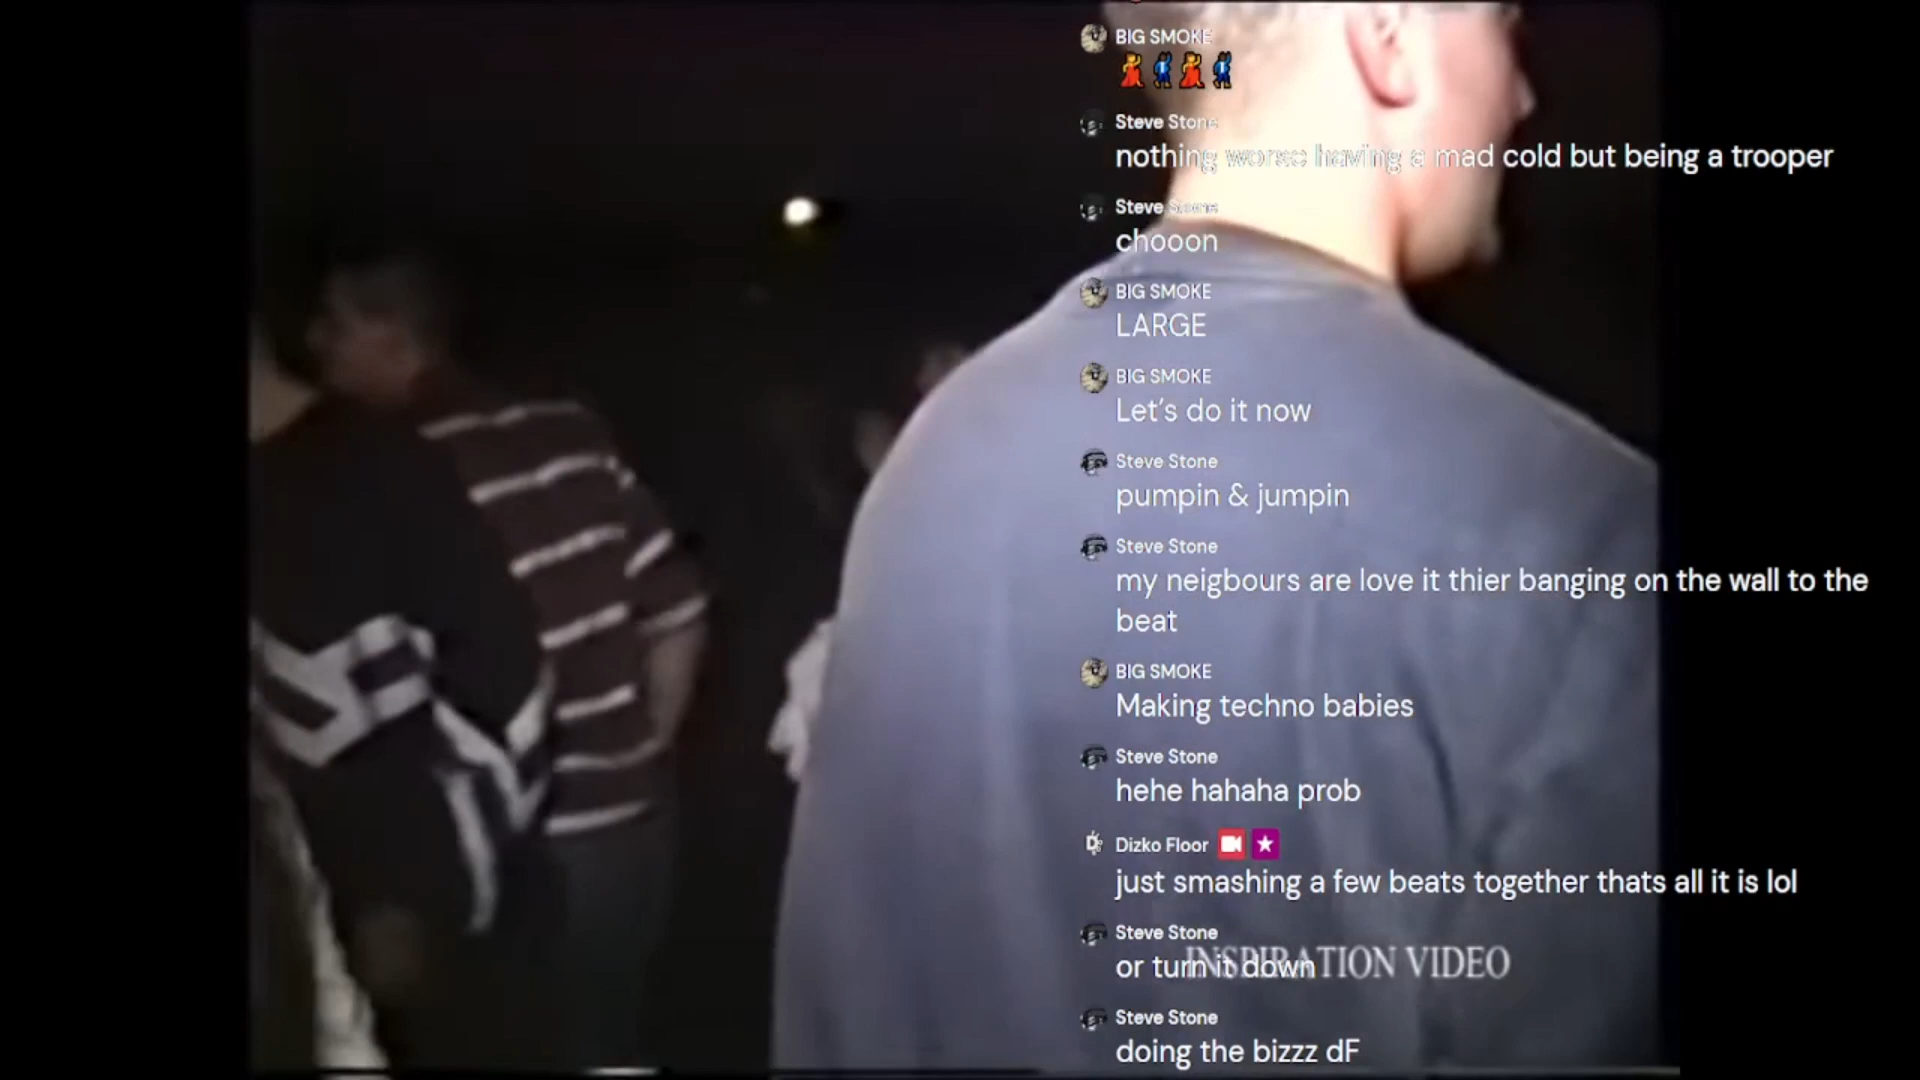 BIG SMOKE
💃🕺💃🕺
Steve Stone
nothing worse having a mad cold but being a trooper
Steve Stone
chooon
BIG SMOKE
LARGE
BIG SMOKE
Let's do it now
Steve Stone
pumpin & jumpin
Steve Stone
my neigbours are love it thier banging on the wall to the
beat
BIG SMOKE
Making techno babies
Steve Stone
hehe hahaha prob
Dizko Floor
just smashing a few beats together thats all it is lol
Steve Stone
or turn it down
INSPIRATION VIDEO
Steve Stone
doing the bizzz dF